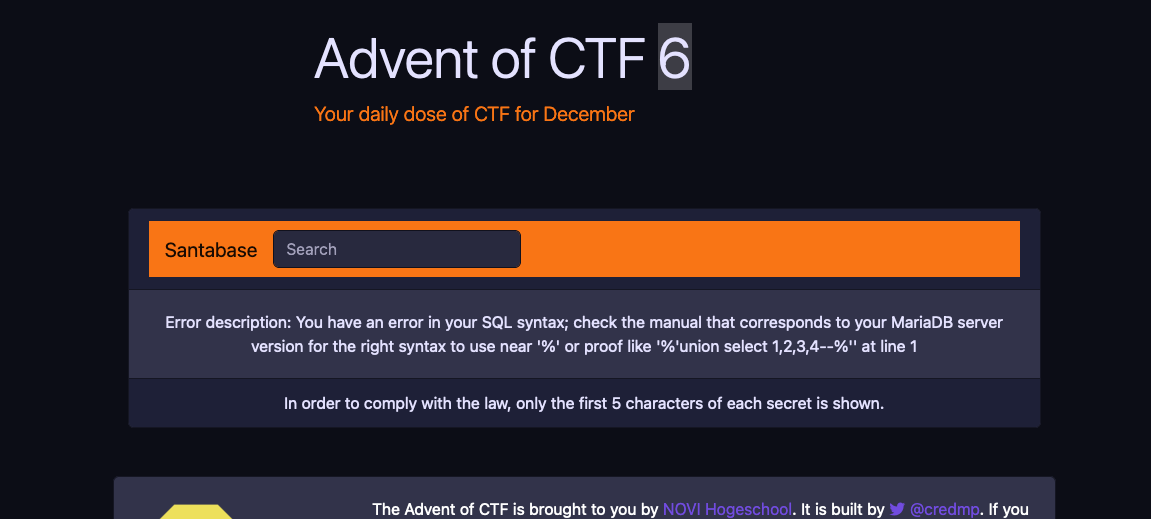 Advent of CTF 6
Your daily dose of CTF for December
Santabase Search
Error description: You have an error in your SQL syntax; check the manual that corresponds to your MariaDB server
version for the right syntax to use near '%' or proof like '%'union select 1,2,3,4--%'' at line 1
In order to comply with the law, only the first 5 characters of each secret is shown.
The Advent of CTF is brought to you by NOVI Hogeschool. It is built by @credmp. If you